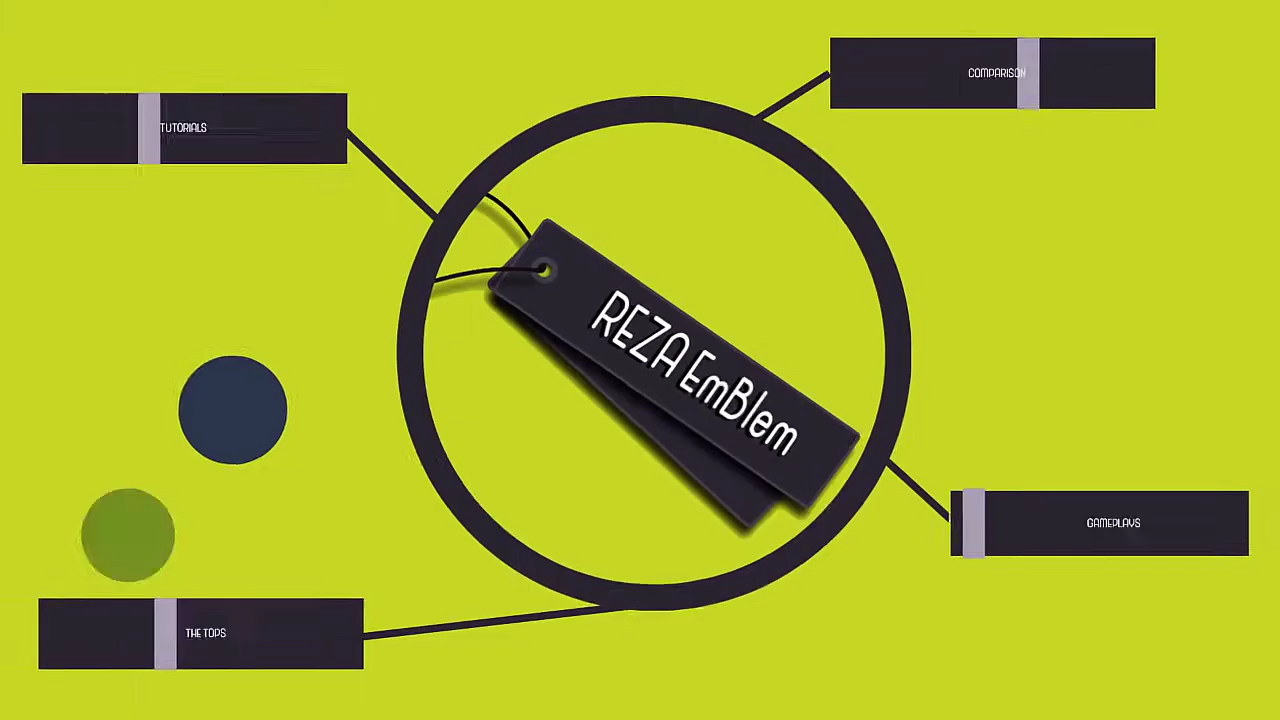 COMPARISON
TUTORIALS
REZA EmBlem
GAMEPLAYS
THE TOPS